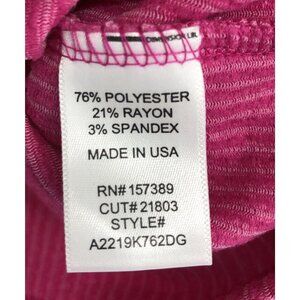 76% POLYESTER
21% RAYON
3% SPANDEX
MADE IN USA
RN# 157389
CUT# 21803
STYLE#
A2219K762DG